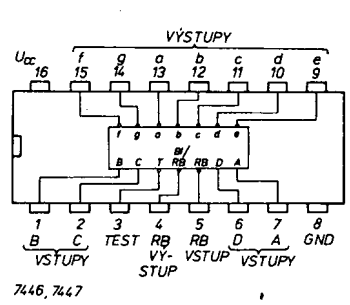 VÝSTUPY
Ucc f g a b c d e
16 15 14 13 12 11 10 9
f g a b c d e
BI/
B C T RB RB D A
1 2 3 4 5 6 7 8
B C TEST RB RB D A GND
VSTUPY VÝ- VSTUP VSTUPY
STUP
7446, 7447